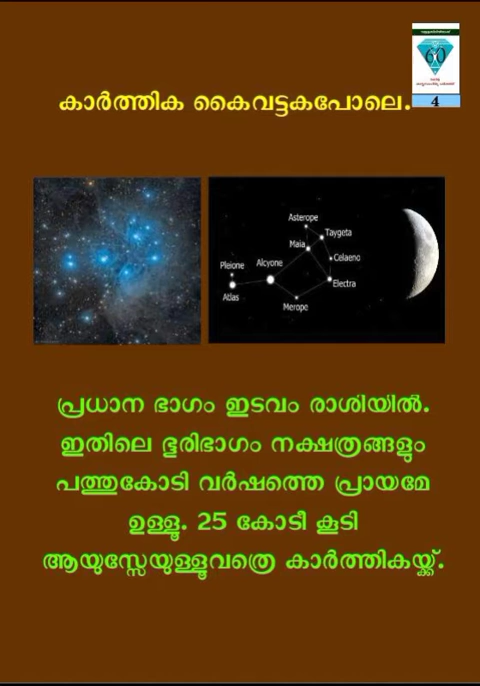 കാർത്തിക കൈവട്ടകപോലെ.
60
4
Asterope
Taygeta
Maia
Celaeno
Pleione
Alcyone
Electra
Atlas
Merope
പ്രധാന ഭാഗം ഇടവം രാശിയിൽ.
ഇതിലെ ഭൂരിഭാഗം നക്ഷത്രങ്ങളും
പത്തുകോടി വർഷത്തെ പ്രായമേ
ഉള്ളൂ. 25 കോടീ കൂടി
ആയുസ്സേയുള്ളൂവത്രെ കാർത്തികയ്ക്ക്.